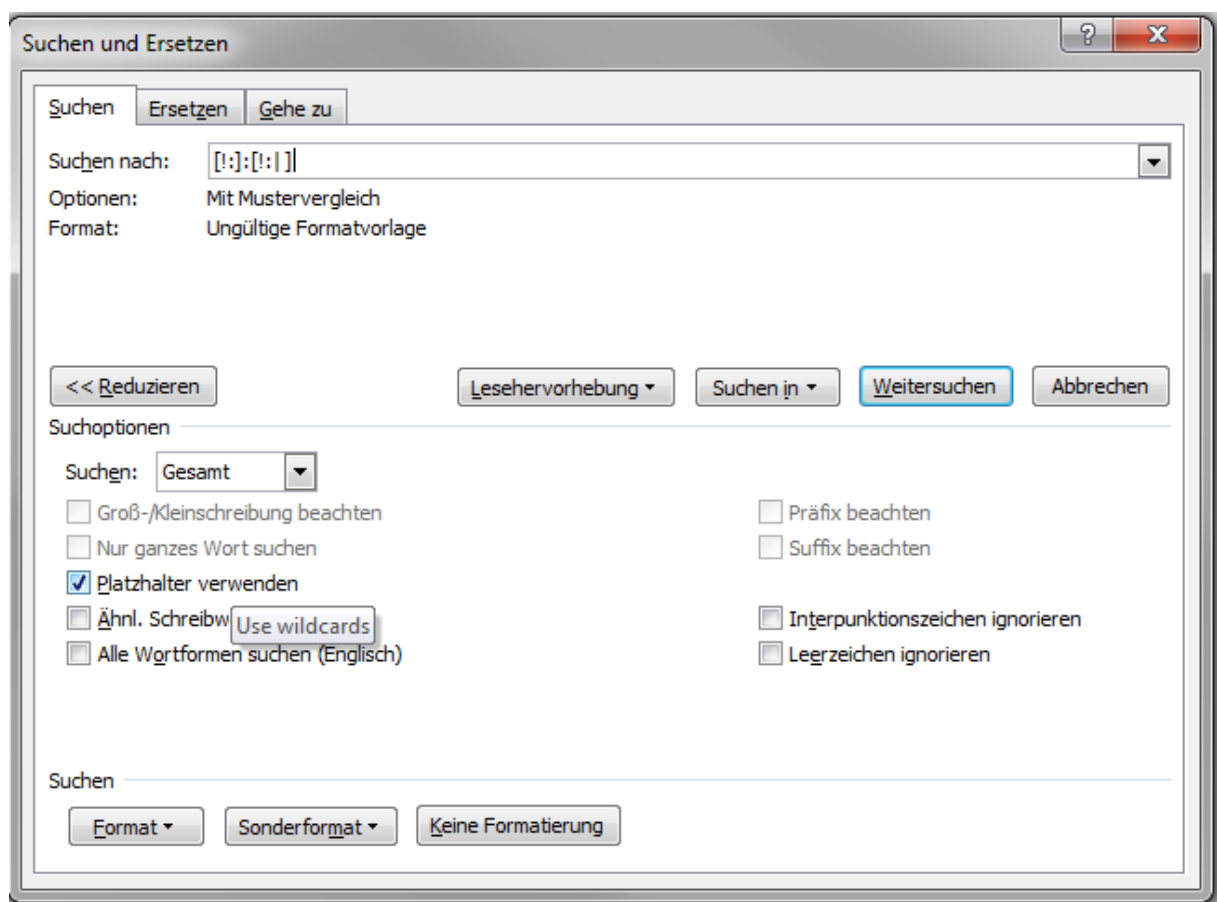 Suchen und Ersetzen
Suchen Ersetzen Gehe zu
Suchen nach: [!:]:[!:| ]
Optionen: Mit Mustervergleich
Format: Ungültige Formatvorlage
<< Reduzieren Lesehervorhebung Suchen in Weitersuchen Abbrechen
Suchoptionen
Suchen: Gesamt
Groß-/Kleinschreibung beachten Präfix beachten
Nur ganzes Wort suchen Suffix beachten
Platzhalter verwenden
Ähnl. Schreibw Use wildcards Interpunktionszeichen ignorieren
Alle Wortformen suchen (Englisch) Leerzeichen ignorieren
Suchen
Format Sonderformat Keine Formatierung